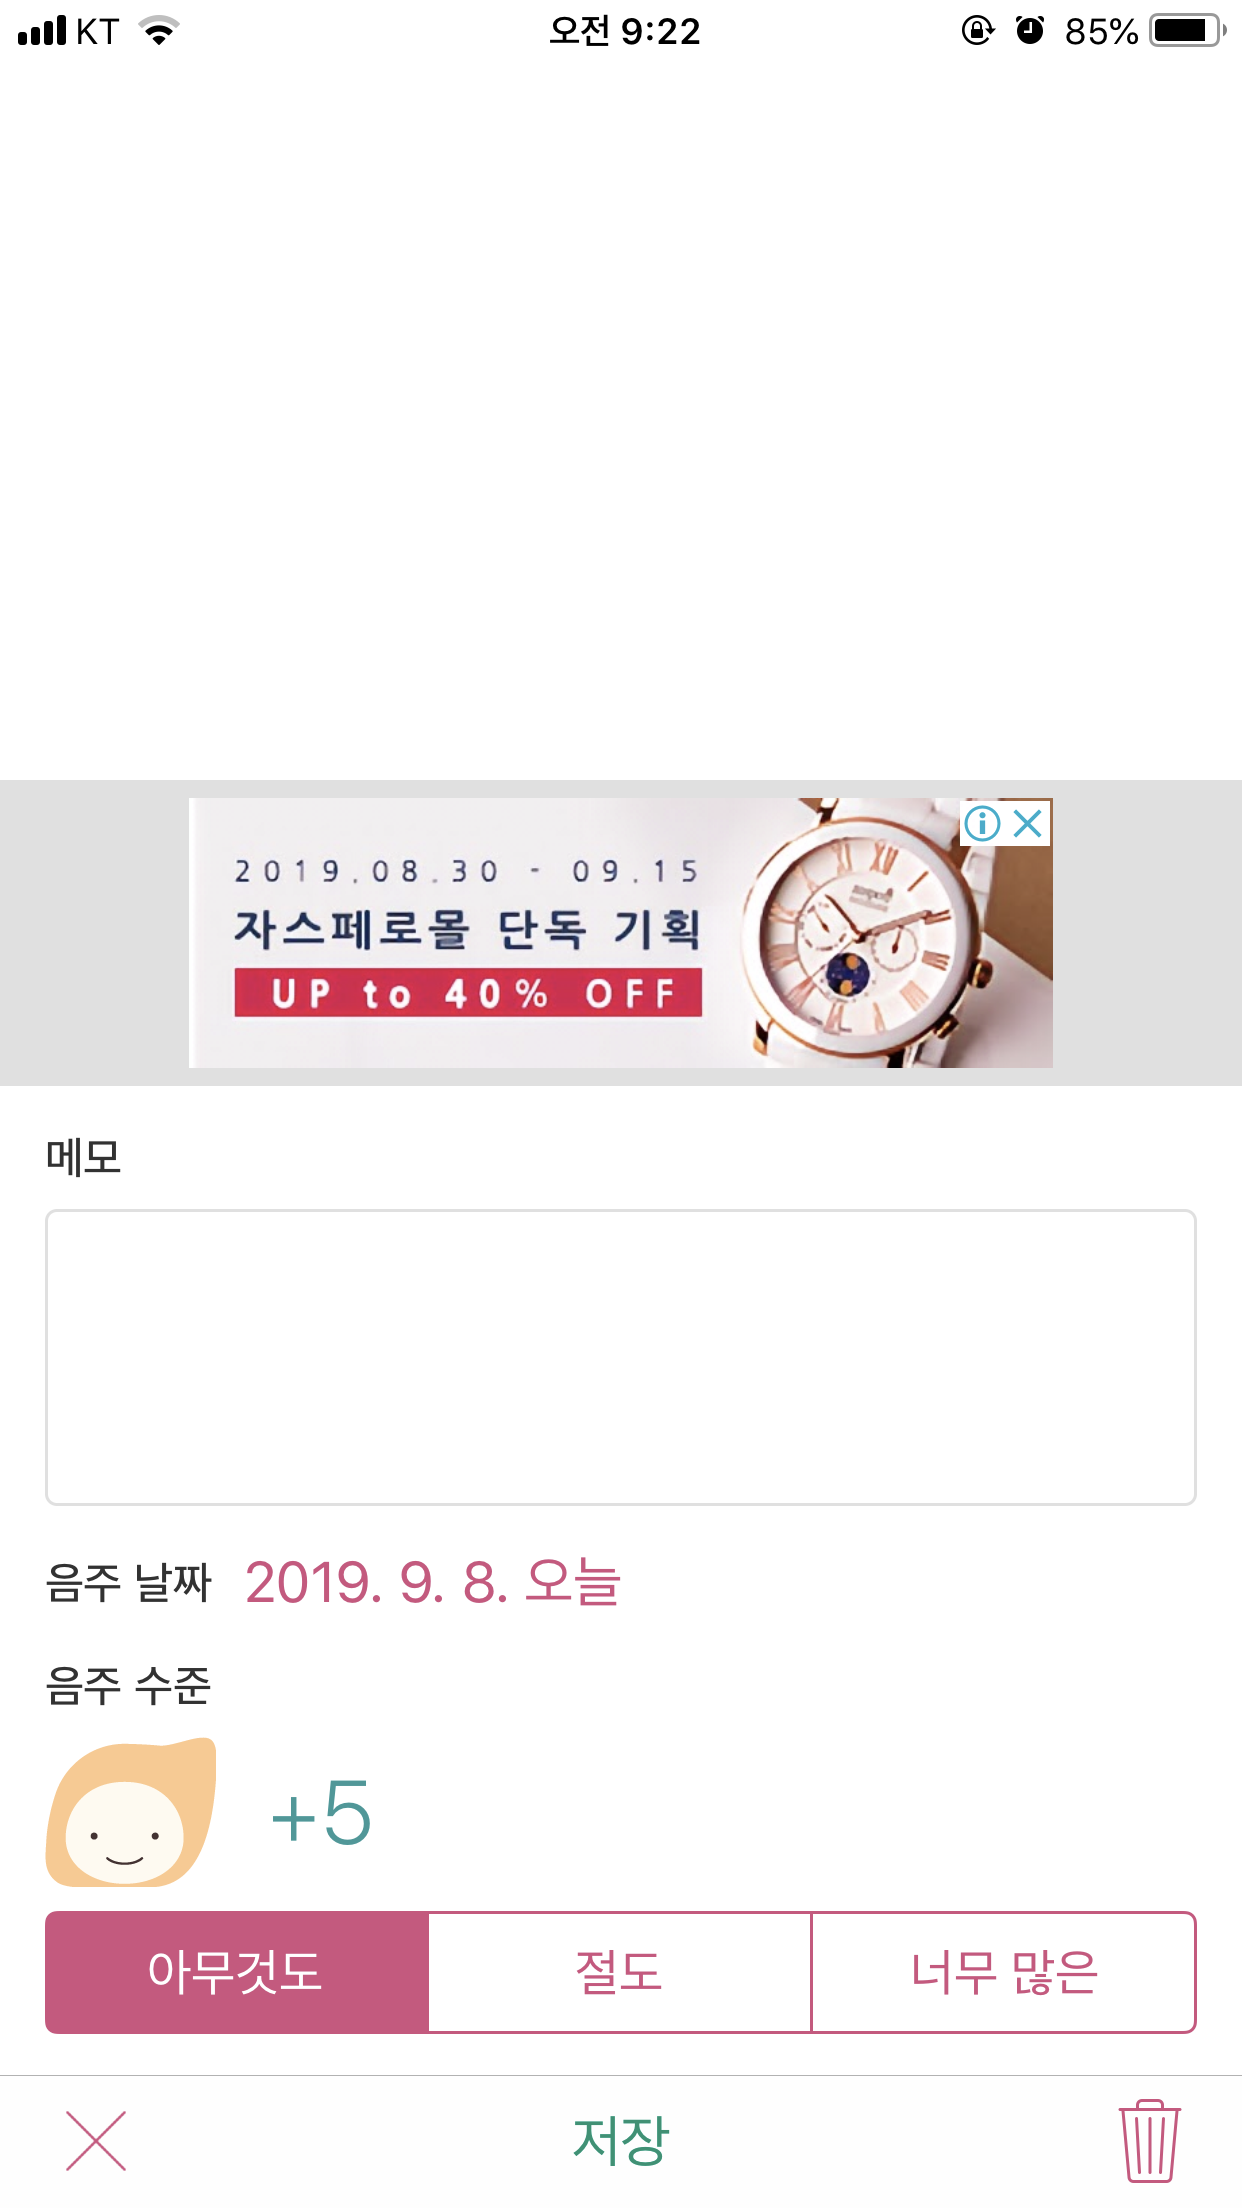 KT 오전 9:22 85%
2019.08.30 - 09.15
자스페로몰 단독 기획
UP to 40% OFF
메모
음주 날짜 2019. 9. 8. 오늘
음주 수준
+5
아무것도 절도 너무 많은
저장